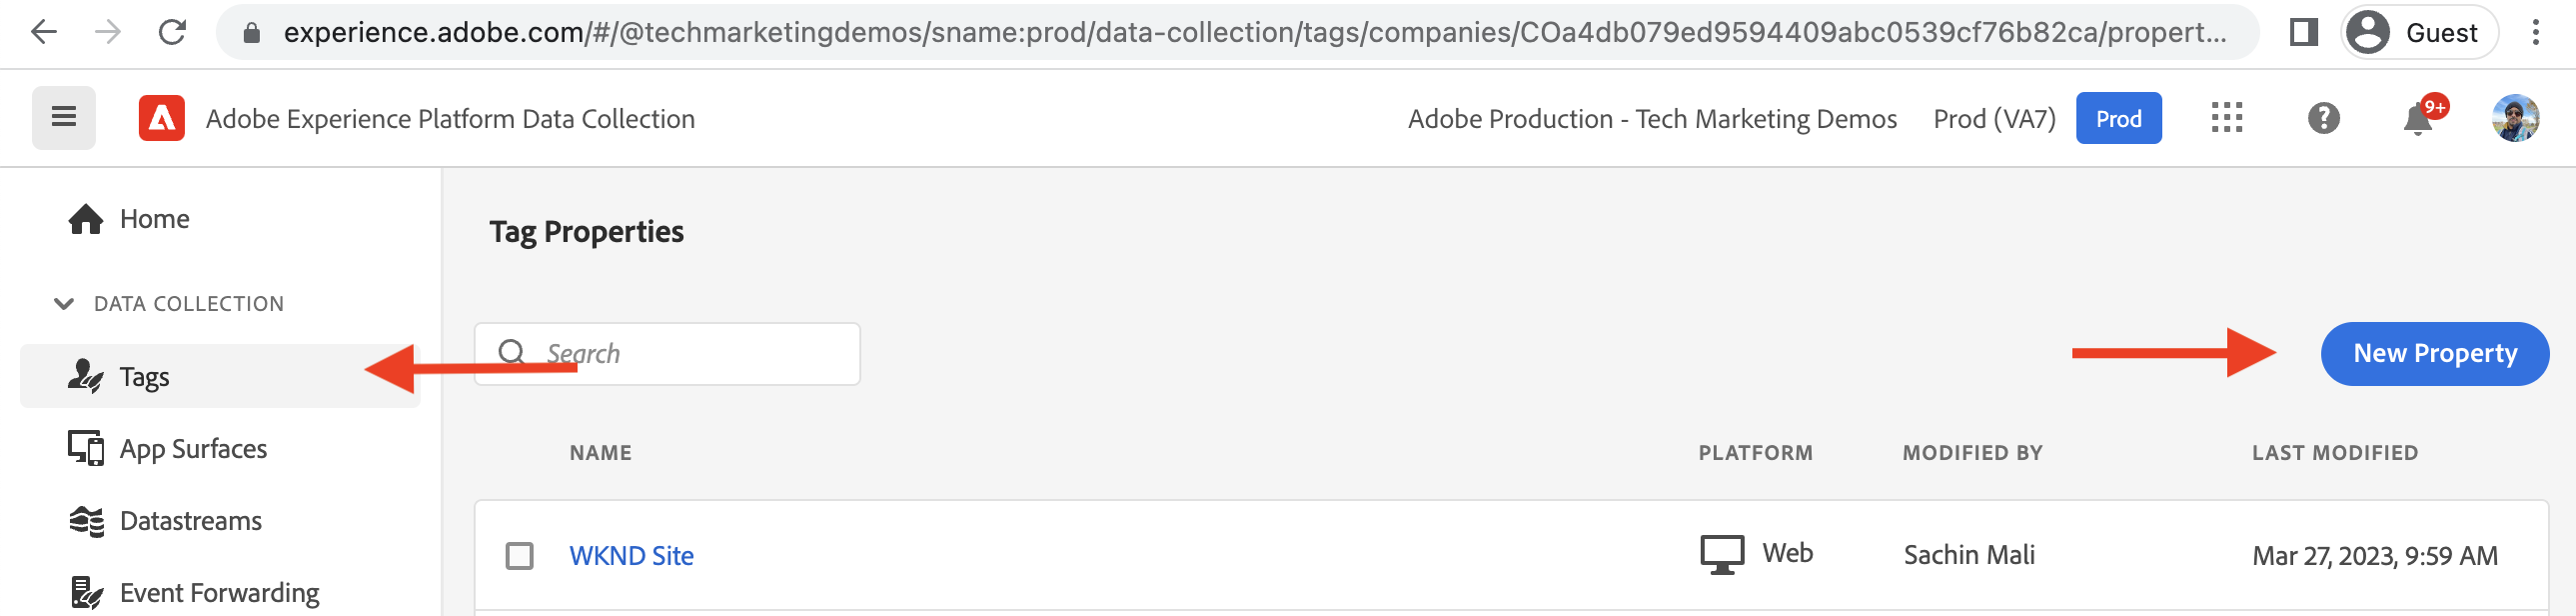 experience.adobe.com/#/@techmarketingdemos/sname:prod/data-collection/tags/companies/COa4db079ed9594409abc0539cf76b82ca/propert...
Guest
Adobe Experience Platform Data Collection
Adobe Production - Tech Marketing Demos
Prod (VA7)
Prod
9+
Home
DATA COLLECTION
Tags
App Surfaces
Datastreams
Event Forwarding
Tag Properties
Search
New Property
NAME PLATFORM MODIFIED BY LAST MODIFIED
WKND Site Web Sachin Mali Mar 27, 2023, 9:59 AM